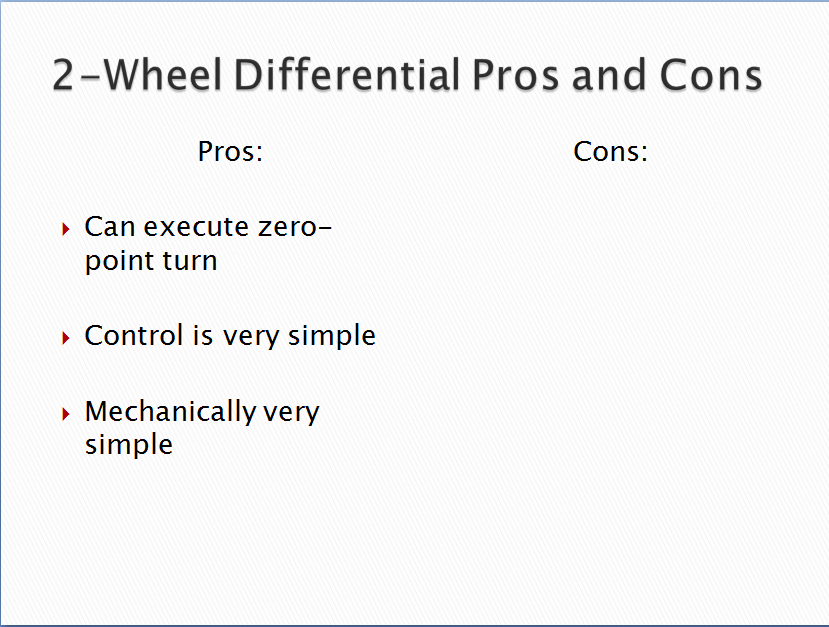 2-Wheel Differential Pros and Cons
Pros:
Can execute zero-
point turn
Control is very simple
Mechanically very
simple
Cons: